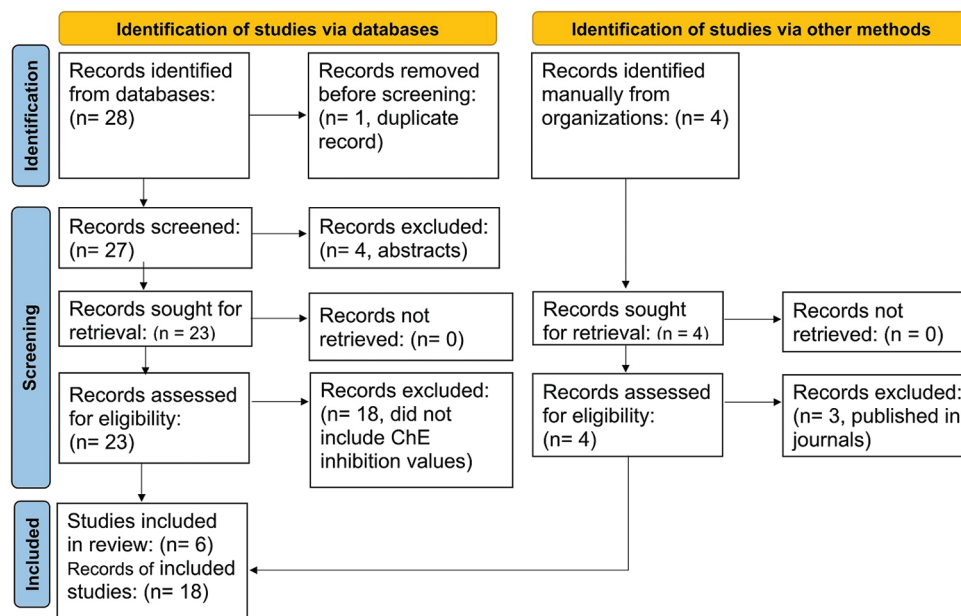 Identification of studies via databases
Identification of studies via other methods
Identification
Records identified
from databases:
(n= 28)
Records removed
before screening:
(n= 1, duplicate
record)
Records identified
manually from
organizations: (n= 4)
Screening
Records screened:
(n= 27)
Records excluded:
(n= 4, abstracts)
Records sought for
retrieval: (n = 23)
Records not
retrieved: (n= 0)
Records sought
for retrieval: (n = 4)
Records not
retrieved: (n = 0)
Records assessed
for eligibility:
(n= 23)
Records excluded:
(n= 18, did not
include ChE
inhibition values)
Records assessed
for eligibility:
(n= 4)
Records excluded:
(n= 3, published in
journals)
Included
Studies included
in review: (n= 6)
Records of included
studies: (n= 18)